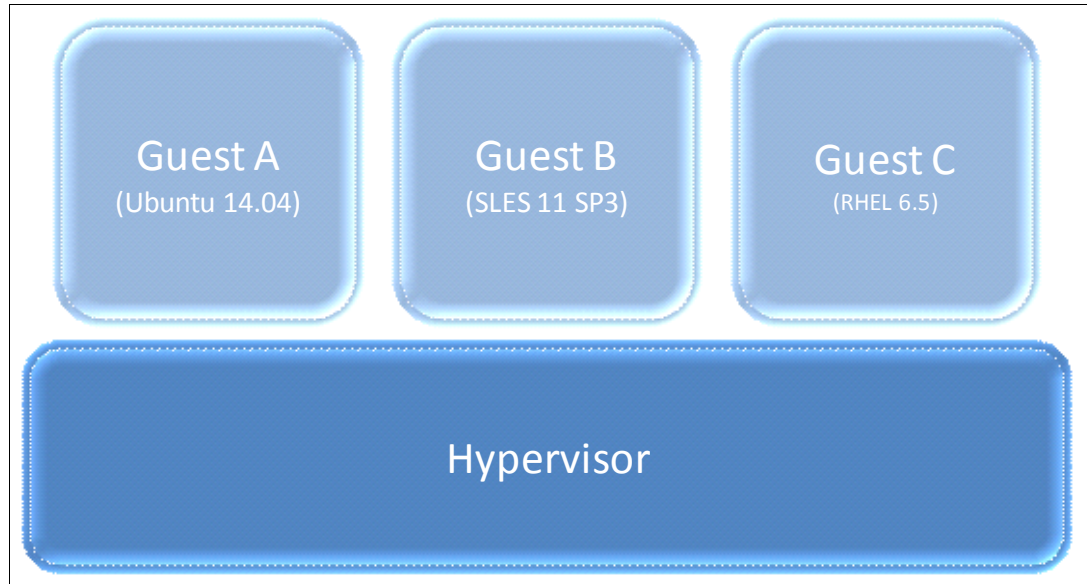 Guest A
(Ubuntu 14.04)
Guest B
(SLES 11 SP3)
Guest C
(RHEL 6.5)
Hypervisor